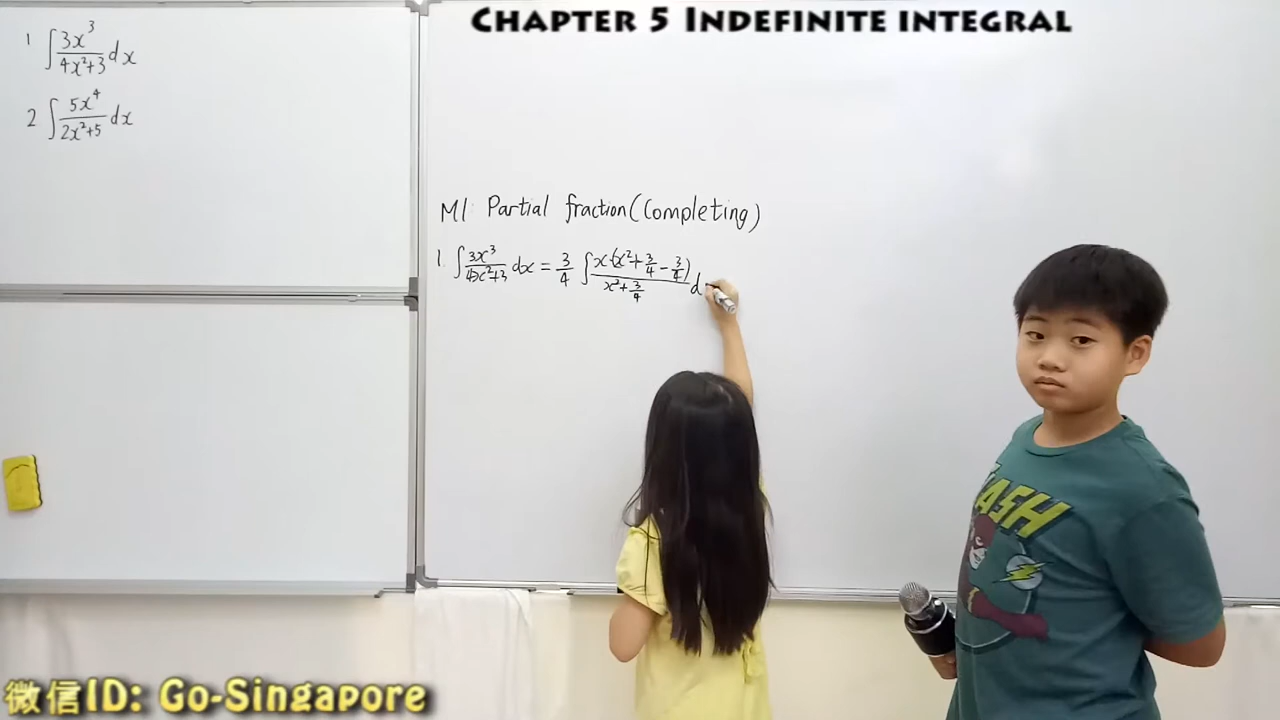 Chapter 5 Indefinite integral
1 ∫ 3x³/(4x²+3) dx
2 ∫ 5x⁴/(2x²+5) dx
M1 Partial fraction (Completing)
1. ∫ 3x³/(4x²+3) dx = 3/4 ∫ x(x²+3/4-3/4)/(x²+3/4) d
LASH
微信ID: Go-Singapore